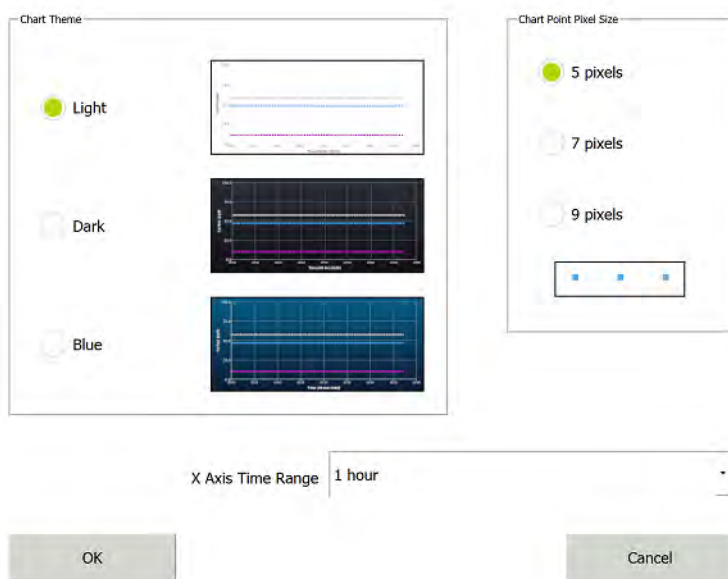 Chart Theme
Light
Dark
Blue
Chart Point Pixel Size
5 pixels
7 pixels
9 pixels
X Axis Time Range
1 hour
OK
Cancel